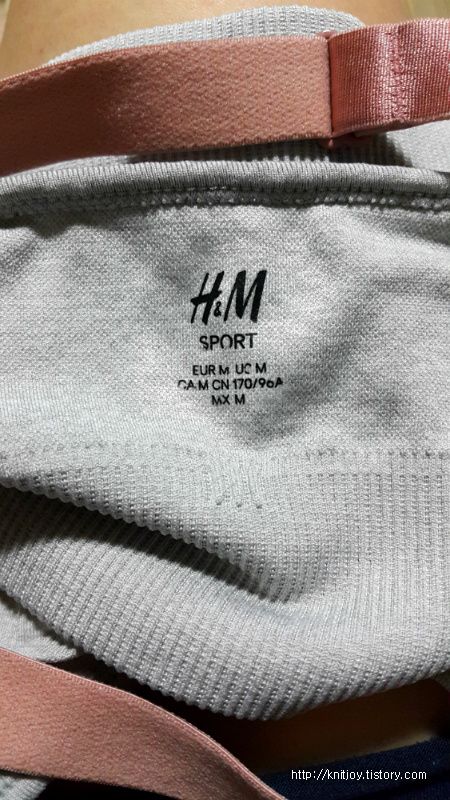 H&M
SPORT
EUR M US M
CA M CN 170/96A
MX M
http://knitjoy.tistory.com